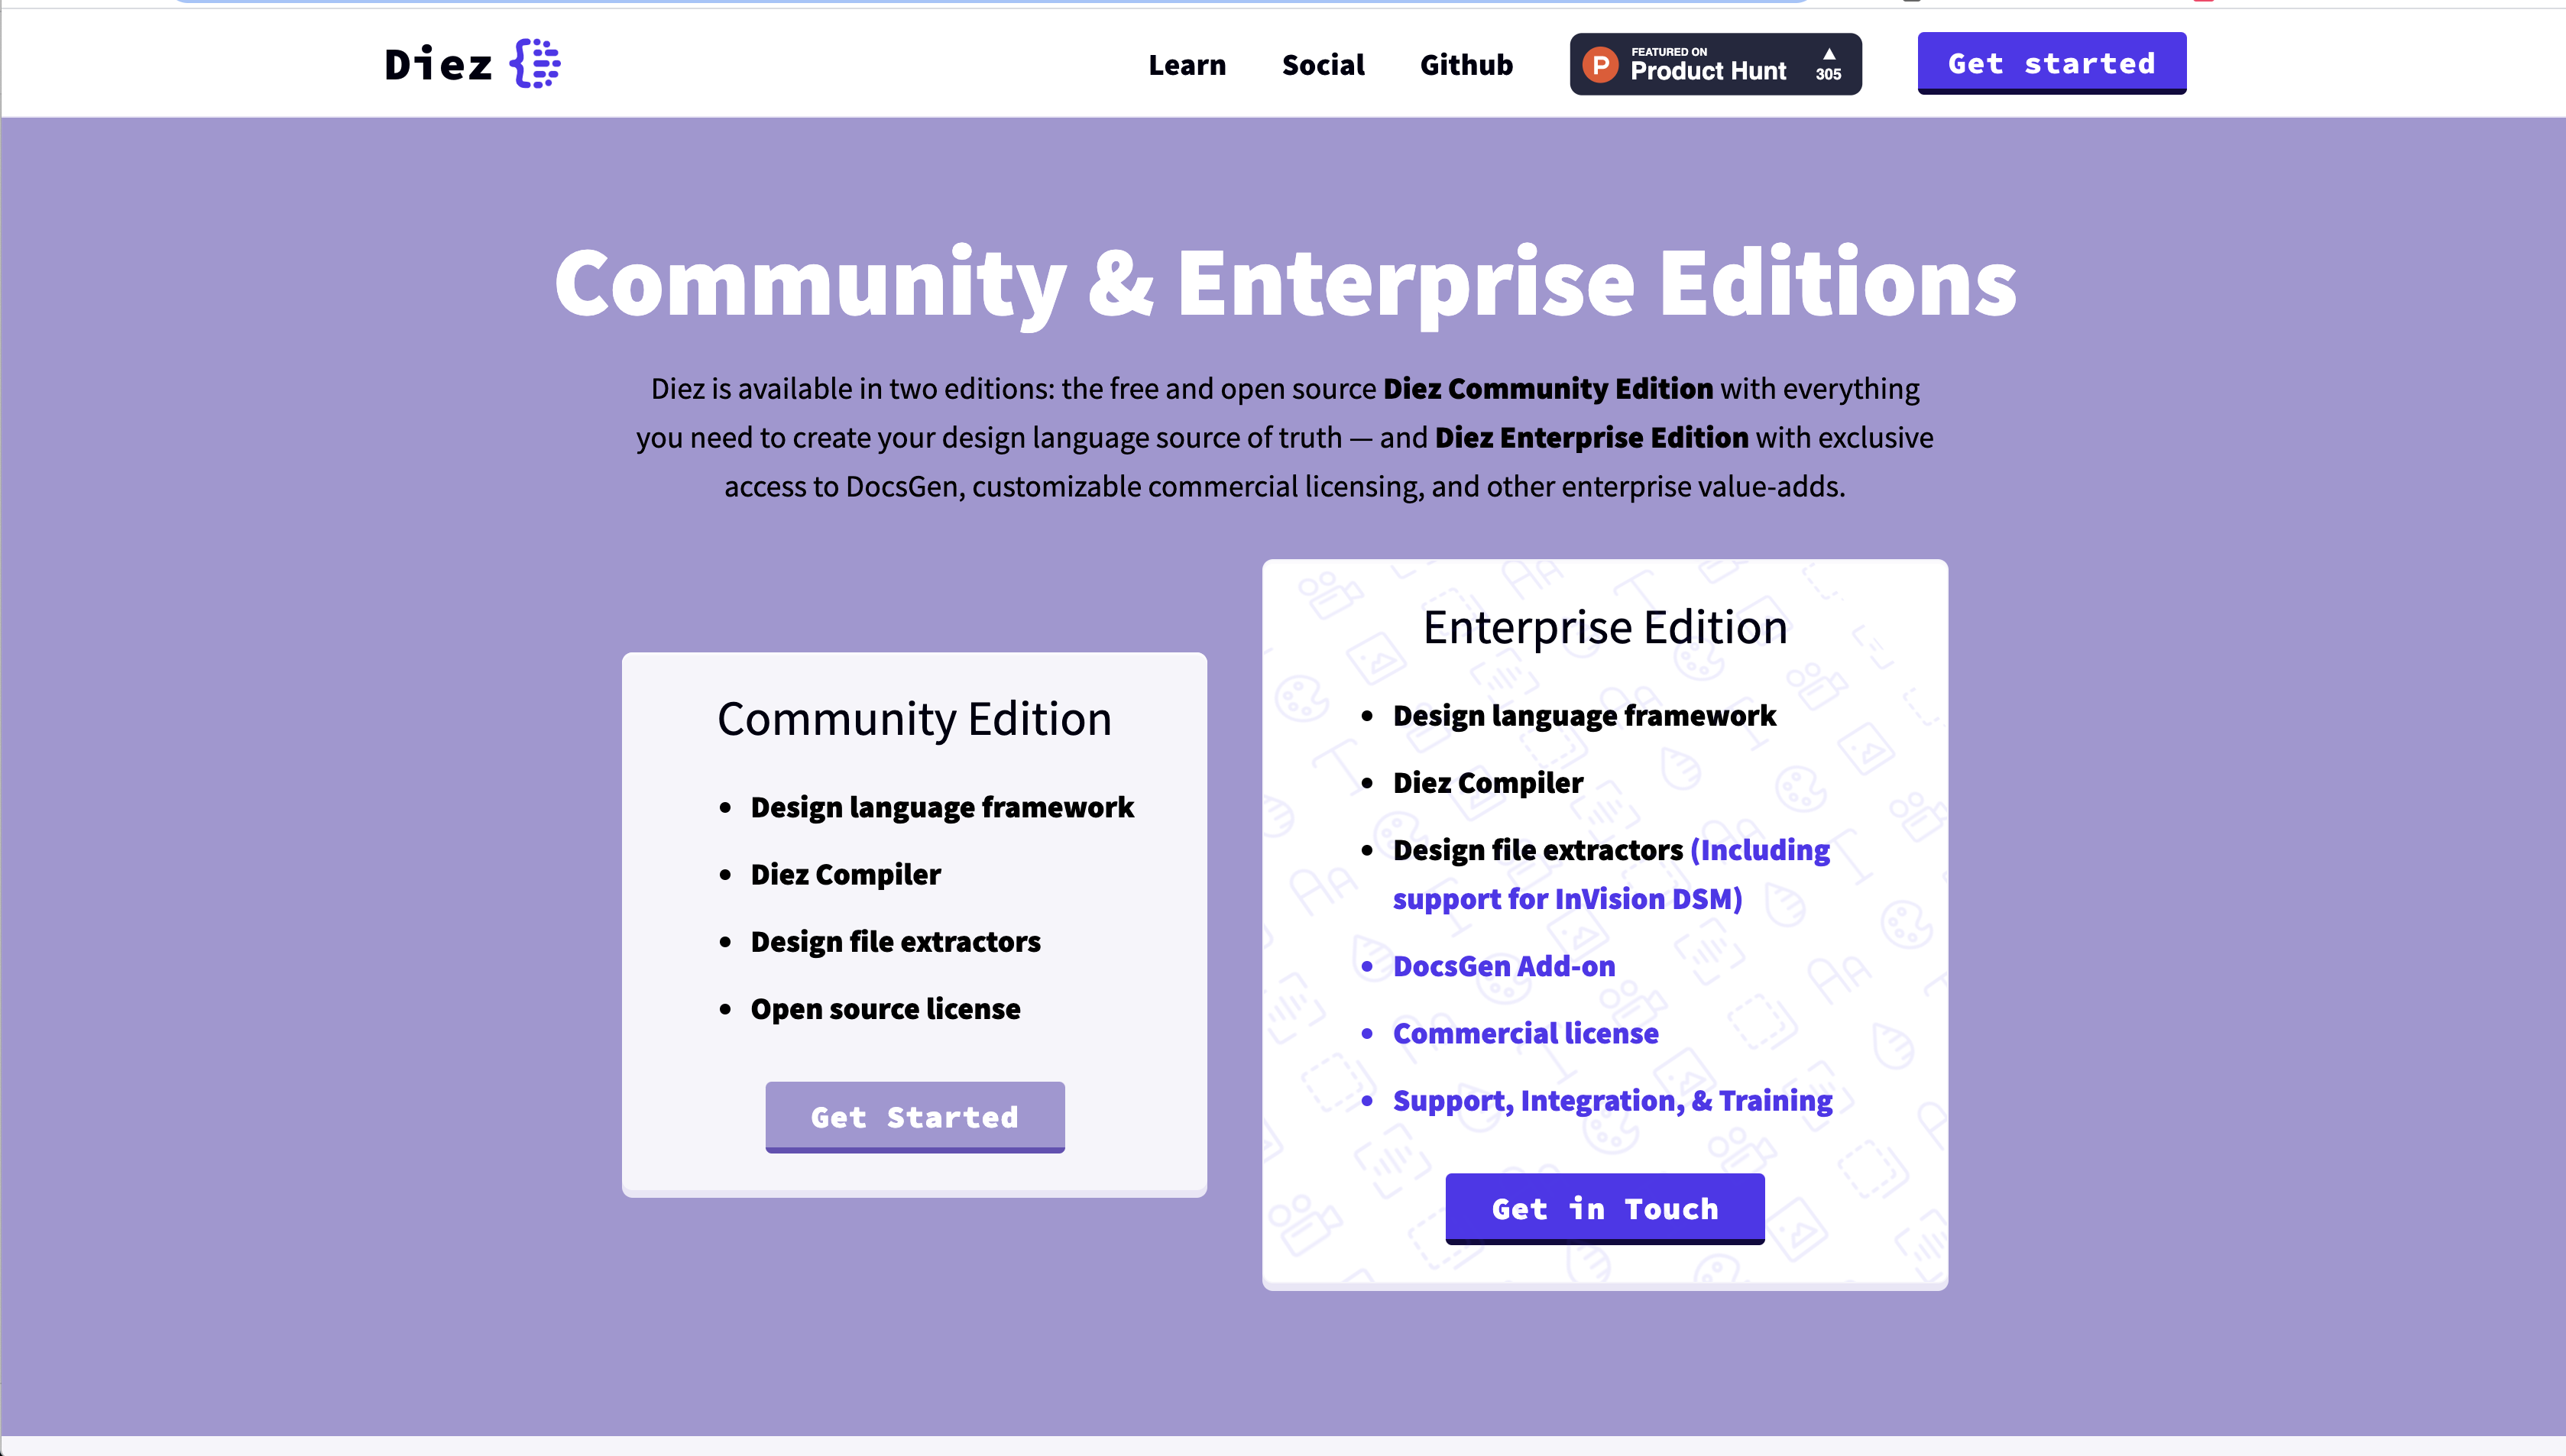 Diez
Learn
Social
Github
P
FEATURED ON
Product Hunt
▲
305
Get started
Community & Enterprise Editions
Diez is available in two editions: the free and open source Diez Community Edition with everything
you need to create your design language source of truth — and Diez Enterprise Edition with exclusive
access to DocsGen, customizable commercial licensing, and other enterprise value-adds.
Community Edition
• Design language framework
• Diez Compiler
• Design file extractors
• Open source license
Get Started
Enterprise Edition
• Design language framework
• Diez Compiler
• Design file extractors (Including
support for InVision DSM)
• DocsGen Add-on
• Commercial license
• Support, Integration, & Training
Get in Touch